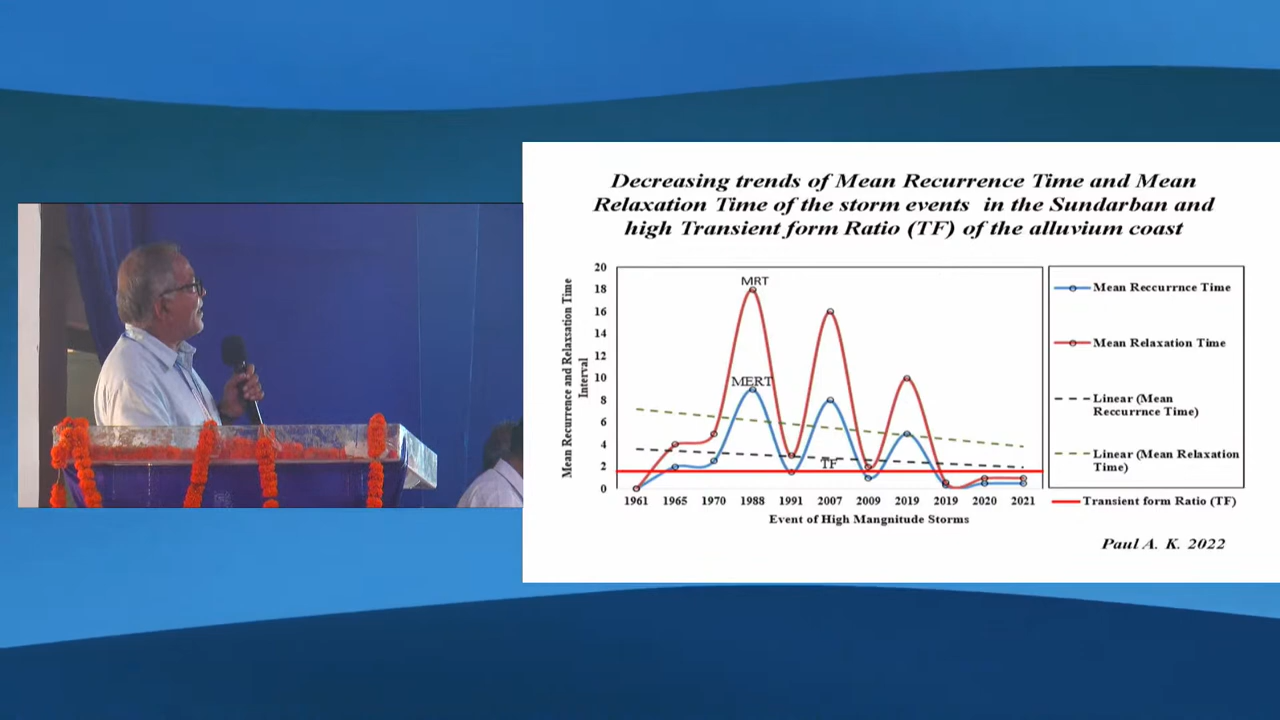 Decreasing trends of Mean Recurrence Time and Mean
Relaxation Time of the storm events in the Sundarban and
high Transient form Ratio (TF) of the alluvium coast
Mean Recurrence and Relaxsation Time
Interval
20
18
16
14
12
10
8
6
4
2
0
MRT
MERT
TF
1961 1965 1970 1988 1991 2007 2009 2019 2019 2020 2021
Event of High Mangnitude Storms
Mean Reccurrnce Time
Mean Relaxation Time
Linear (Mean
Reccurrnce Time)
Linear (Mean Relaxation
Time)
Transient form Ratio (TF)
Paul A. K. 2022